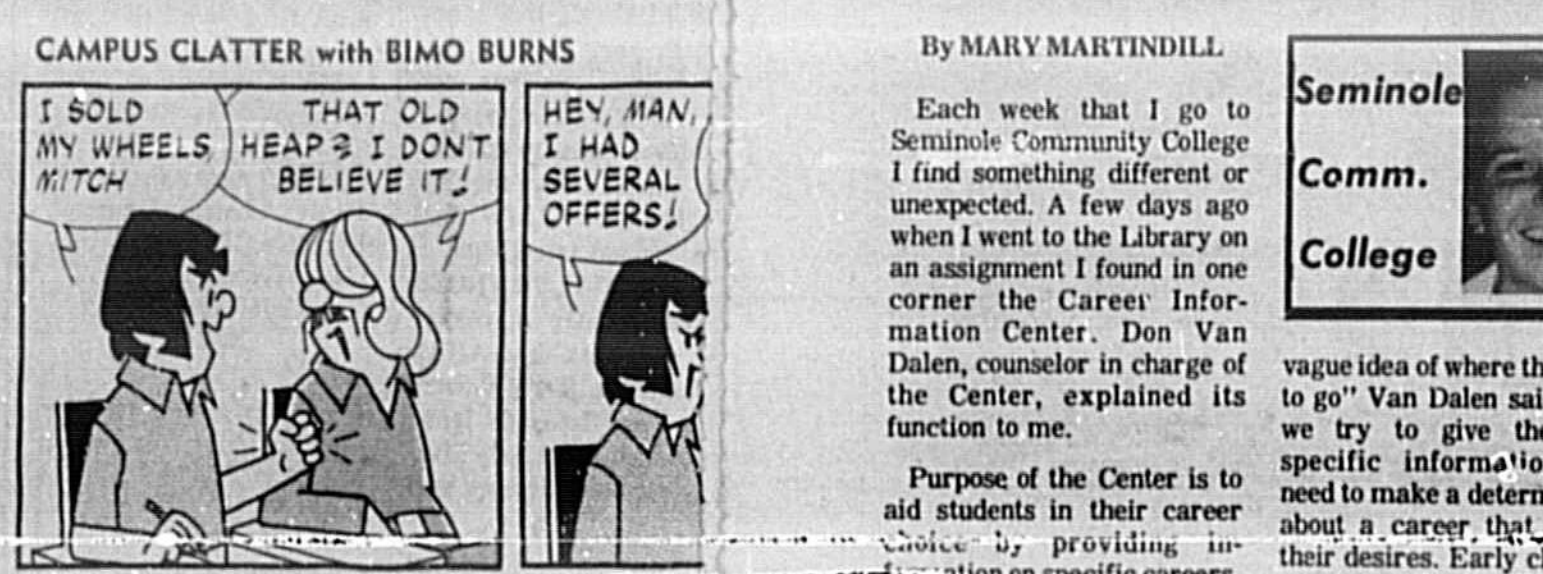 CAMPUS CLATTER with BIMO BURNS
I SOLD
MY WHEELS,
MITCH
THAT OLD
HEAP? I DON'T
BELIEVE IT!
HEY, MAN,
I HAD
SEVERAL
OFFERS!
By MARY MARTINDILL
Each week that I go to
Seminole Community College
I find something different or
unexpected. A few days ago
when I went to the Library on
an assignment I found in one
corner the Career Infor-
mation Center. Don Van
Dalen, counselor in charge of
the Center, explained its
function to me.
Purpose of the Center is to
aid students in their career
choice by providing in-
on specific careers
Seminole
Comm.
College
vague idea of where
to go" Van Dalen
we try to give
specific
need to make a
about a career that
their desires. Early